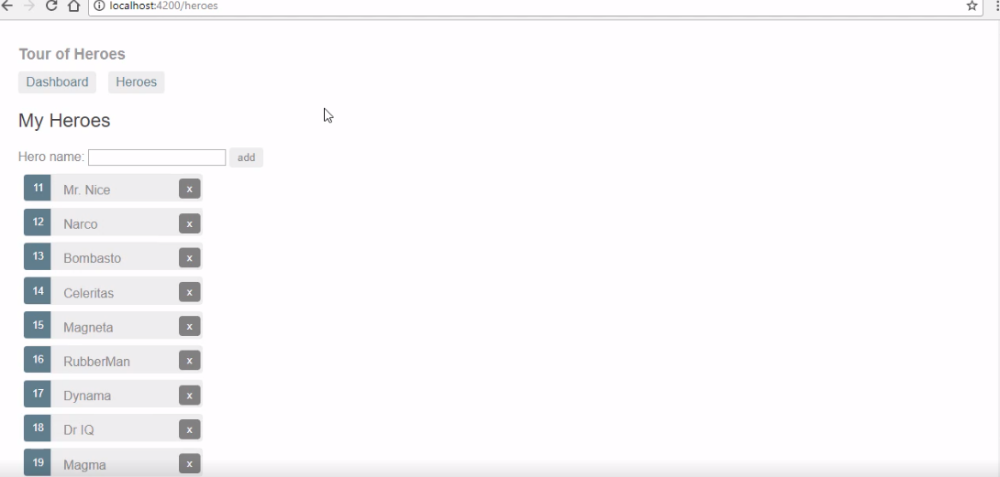 localhost:4200/heroes
Tour of Heroes
Dashboard Heroes
My Heroes
Hero name: add
11 Mr. Nice x
12 Narco x
13 Bombasto x
14 Celeritas x
15 Magneta x
16 RubberMan x
17 Dynama x
18 Dr IQ x
19 Magma x